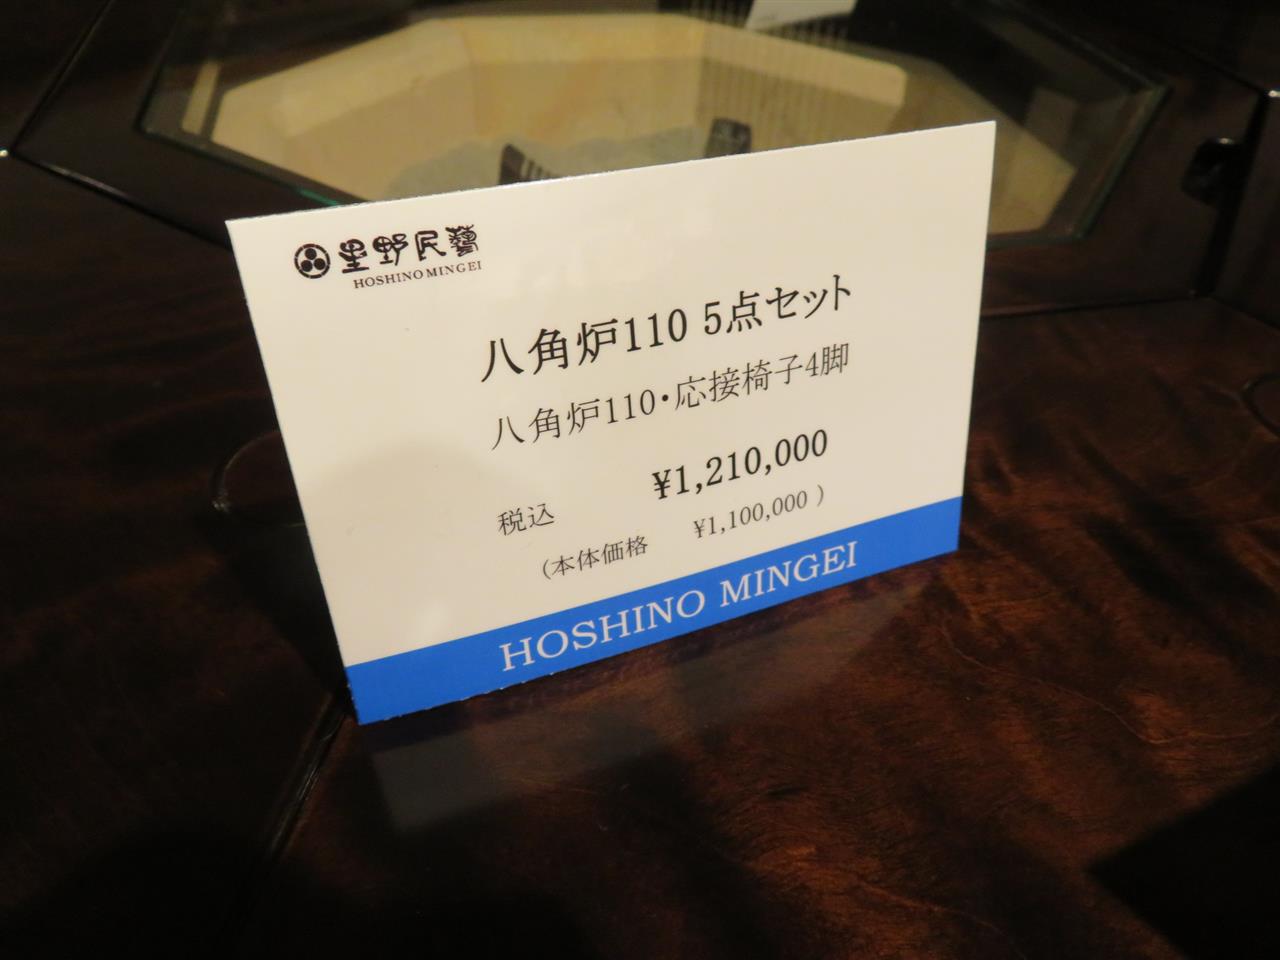 星野民藝
HOSHINO MINGEI
八角炉110 5点セット
八角炉110・応接椅子4脚
税込 ¥1,210,000
(本体価格 ¥1,100,000 )
HOSHINO MINGEI